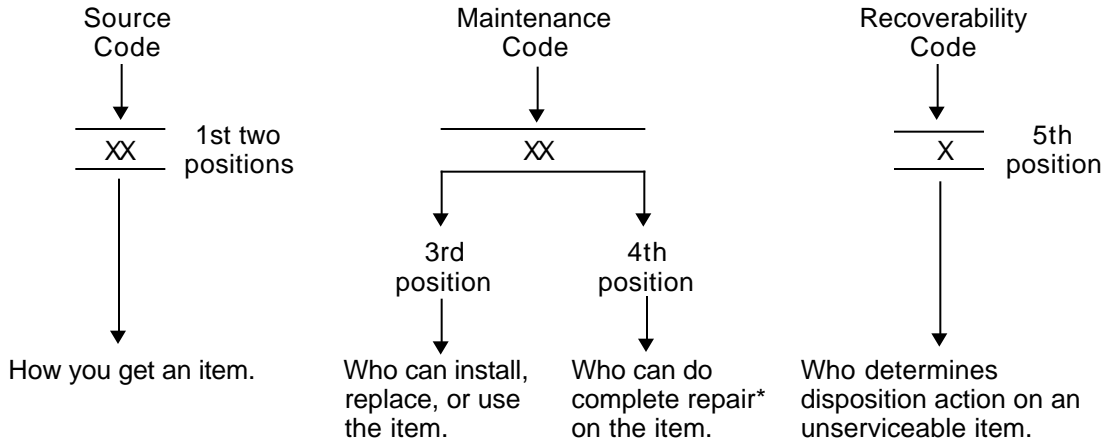 Source
Code
Maintenance
Code
Recoverability
Code
XX
1st two
positions
XX
X
5th
position
3rd
position
4th
position
How you get an item.
Who can install,
replace, or use
the item.
Who can do
complete repair*
on the item.
Who determines
disposition action on an
unserviceable item.